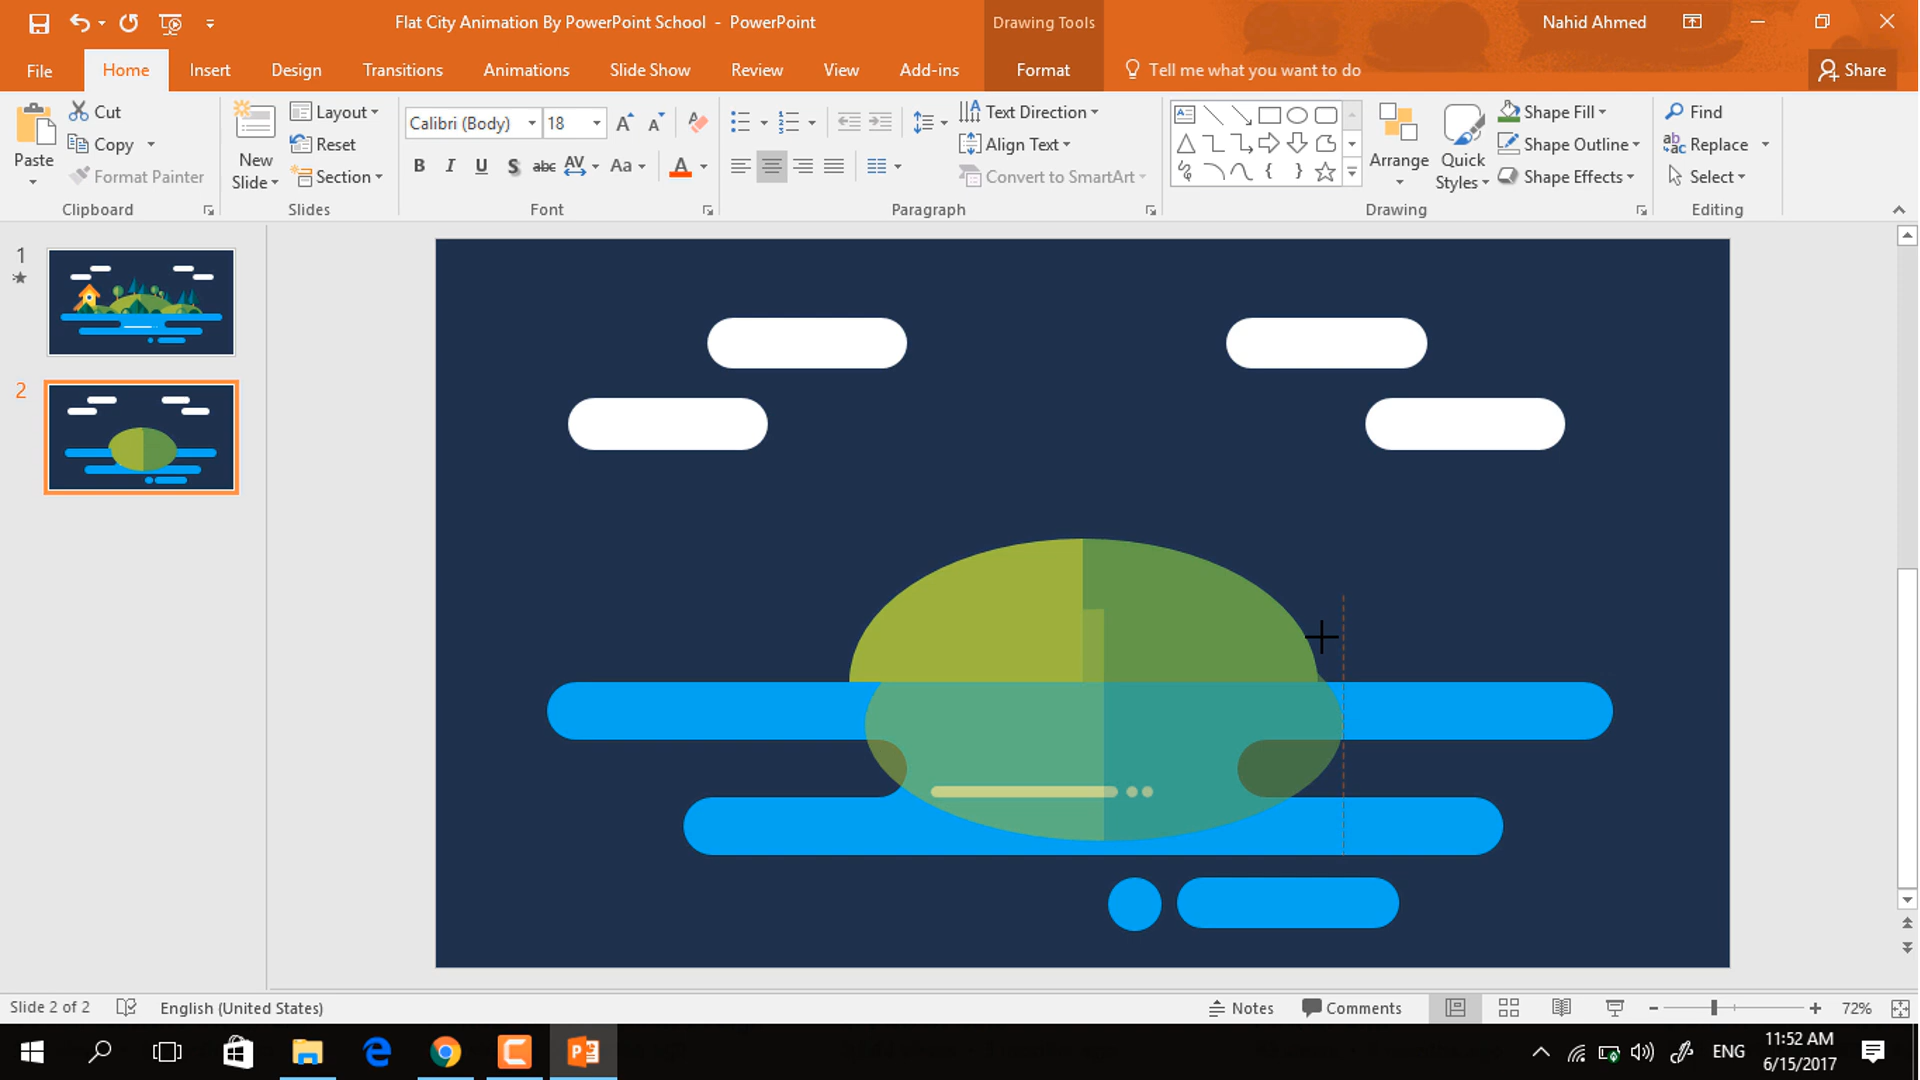 Flat City Animation By PowerPoint School - PowerPoint
Drawing Tools
Nahid Ahmed
File
Home
Insert
Design
Transitions
Animations
Slide Show
Review
View
Add-ins
Format
Tell me what you want to do
Share
Paste
Cut
Copy
Format Painter
Clipboard
New Slide
Layout
Reset
Section
Slides
Calibri (Body)
18
B I U S abc AV Aa A
Font
Text Direction
Align Text
Convert to SmartArt
Paragraph
Arrange
Quick Styles
Shape Fill
Shape Outline
Shape Effects
Drawing
Find
Replace
Select
Editing
1
2
Slide 2 of 2
English (United States)
Notes
Comments
72%
ENG
11:52 AM
6/15/2017